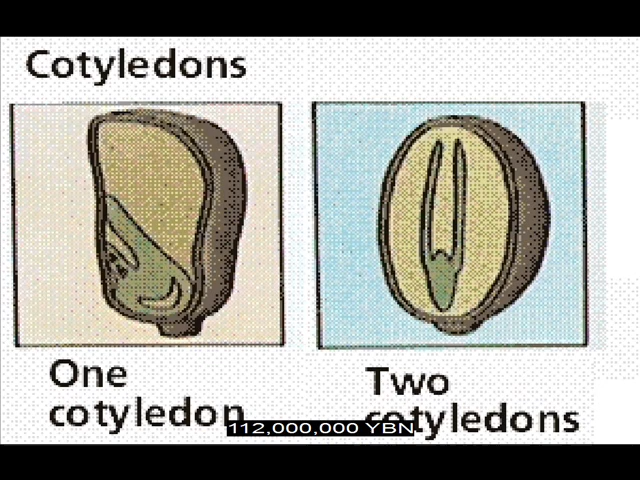 Cotyledons
One
cotyledon
Two
cotyledons
112,000,000 YBN